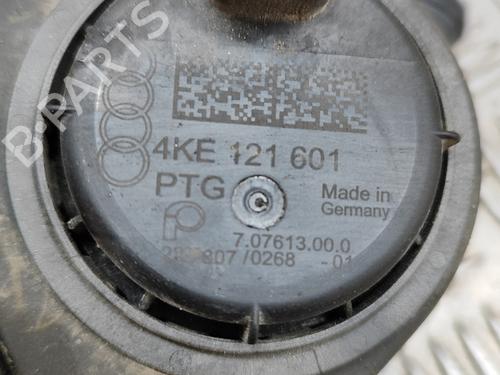 4KE 121 601
PTG
Made in
Germany
7.07613.00.0
/0268 -01
B-PARTS